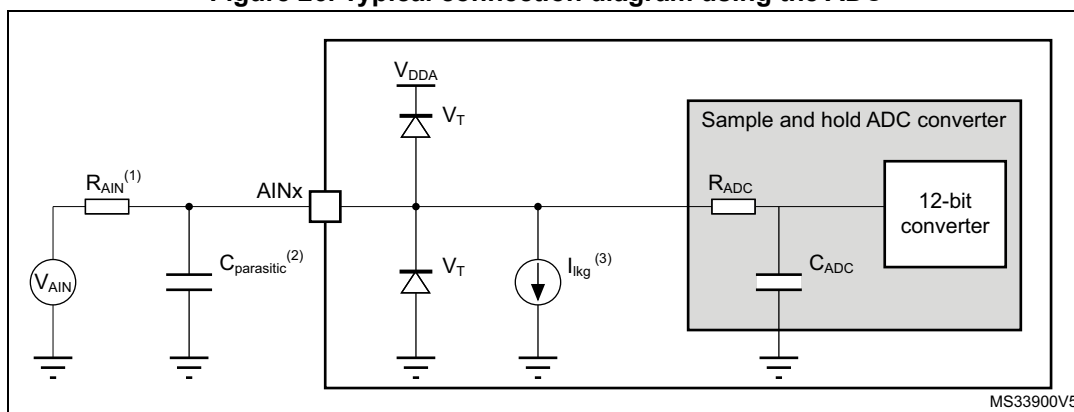 Figure 26. Typical connection diagram using the ADC
VDDA
VT
Sample and hold ADC converter
RAIN(1)
AINx
RADC
12-bit
converter
Cparasitic(2)
VT
Ilkg(3)
CADC
VAIN
MS33900V5